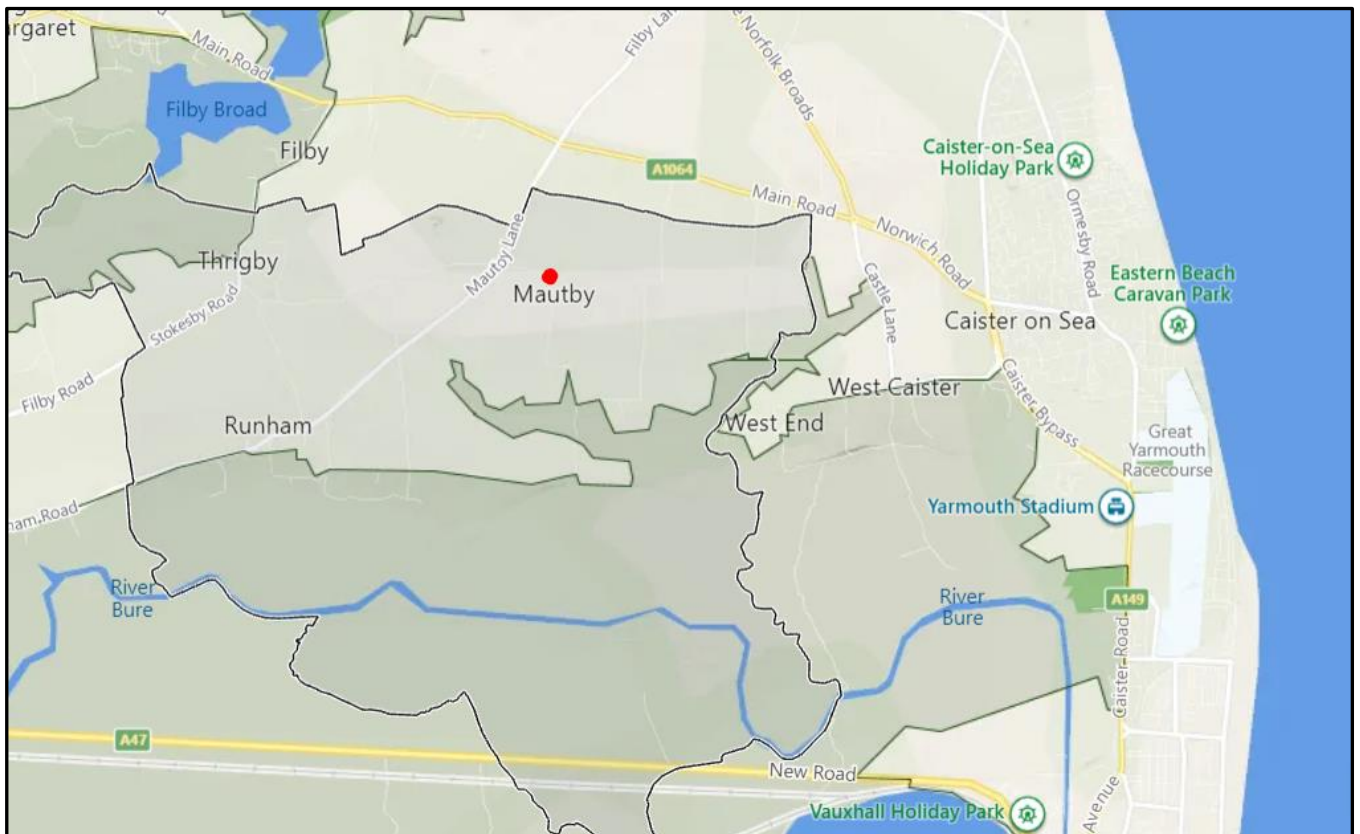 argaret
Main Road
Filby Lan
e Norfolk Broads
Filby Broad
Filby
A1064
Caister-on-Sea
Holiday Park
Main Road
Ormesby Road
Norwich Road
Mautoy Lane
Thrigby
Mautby
Castle Lane
Eastern Beach
Caravan Park
Stokesby Road
Caister on Sea
Filby Road
West Caister
Caister Bypass
Runham
West End
Great
Yarmouth
Racecourse
ham Road
Yarmouth Stadium
River
Bure
River
Bure
A149
Caister Road
A47
New Road
Vauxhall Holiday Park
Avenue